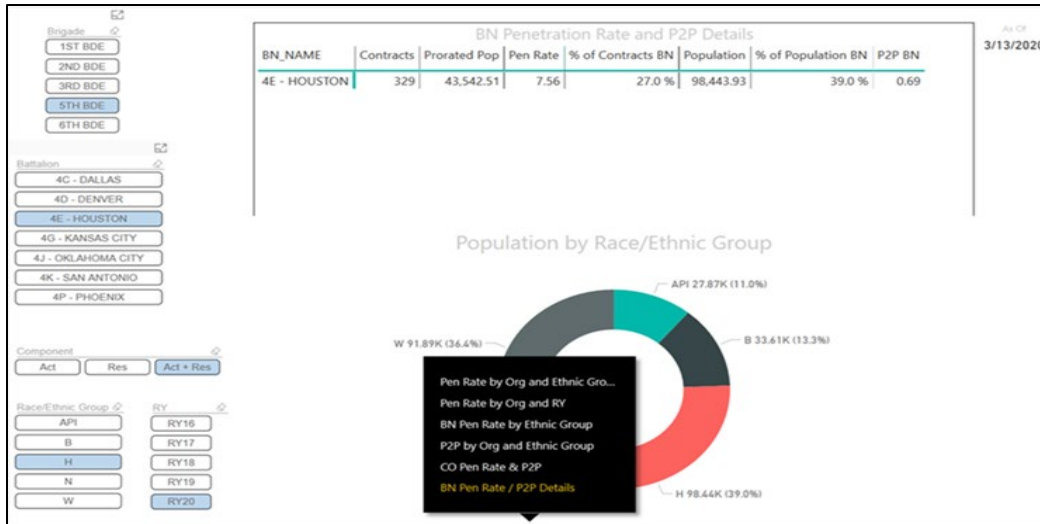 Brigade
1ST BDE
2ND BDE
3RD BDE
5TH BDE
6TH BDE
Battalion
4C - DALLAS
4D - DENVER
4E - HOUSTON
4G - KANSAS CITY
4J - OKLAHOMA CITY
4K - SAN ANTONIO
4P - PHOENIX
Component
Act Res Act + Res
Race/Ethnic Group RY
API RY16
B RY17
H RY18
N RY19
W RY20
BN Penetration Rate and P2P Details
BN_NAME Contracts Prorated Pop Pen Rate % of Contracts BN Population % of Population BN P2P BN
4E - HOUSTON 329 43,542.51 7.56 27.0 % 98,443.93 39.0 % 0.69
As Of
3/13/2020
Population by Race/Ethnic Group
API 27.87K (11.0%)
B 33.61K (13.3%)
W 91.89K (36.4%)
H 98.44K (39.0%)
Pen Rate by Org and Ethnic Gro...
Pen Rate by Org and RY
BN Pen Rate by Ethnic Group
P2P by Org and Ethnic Group
CO Pen Rate & P2P
BN Pen Rate / P2P Details